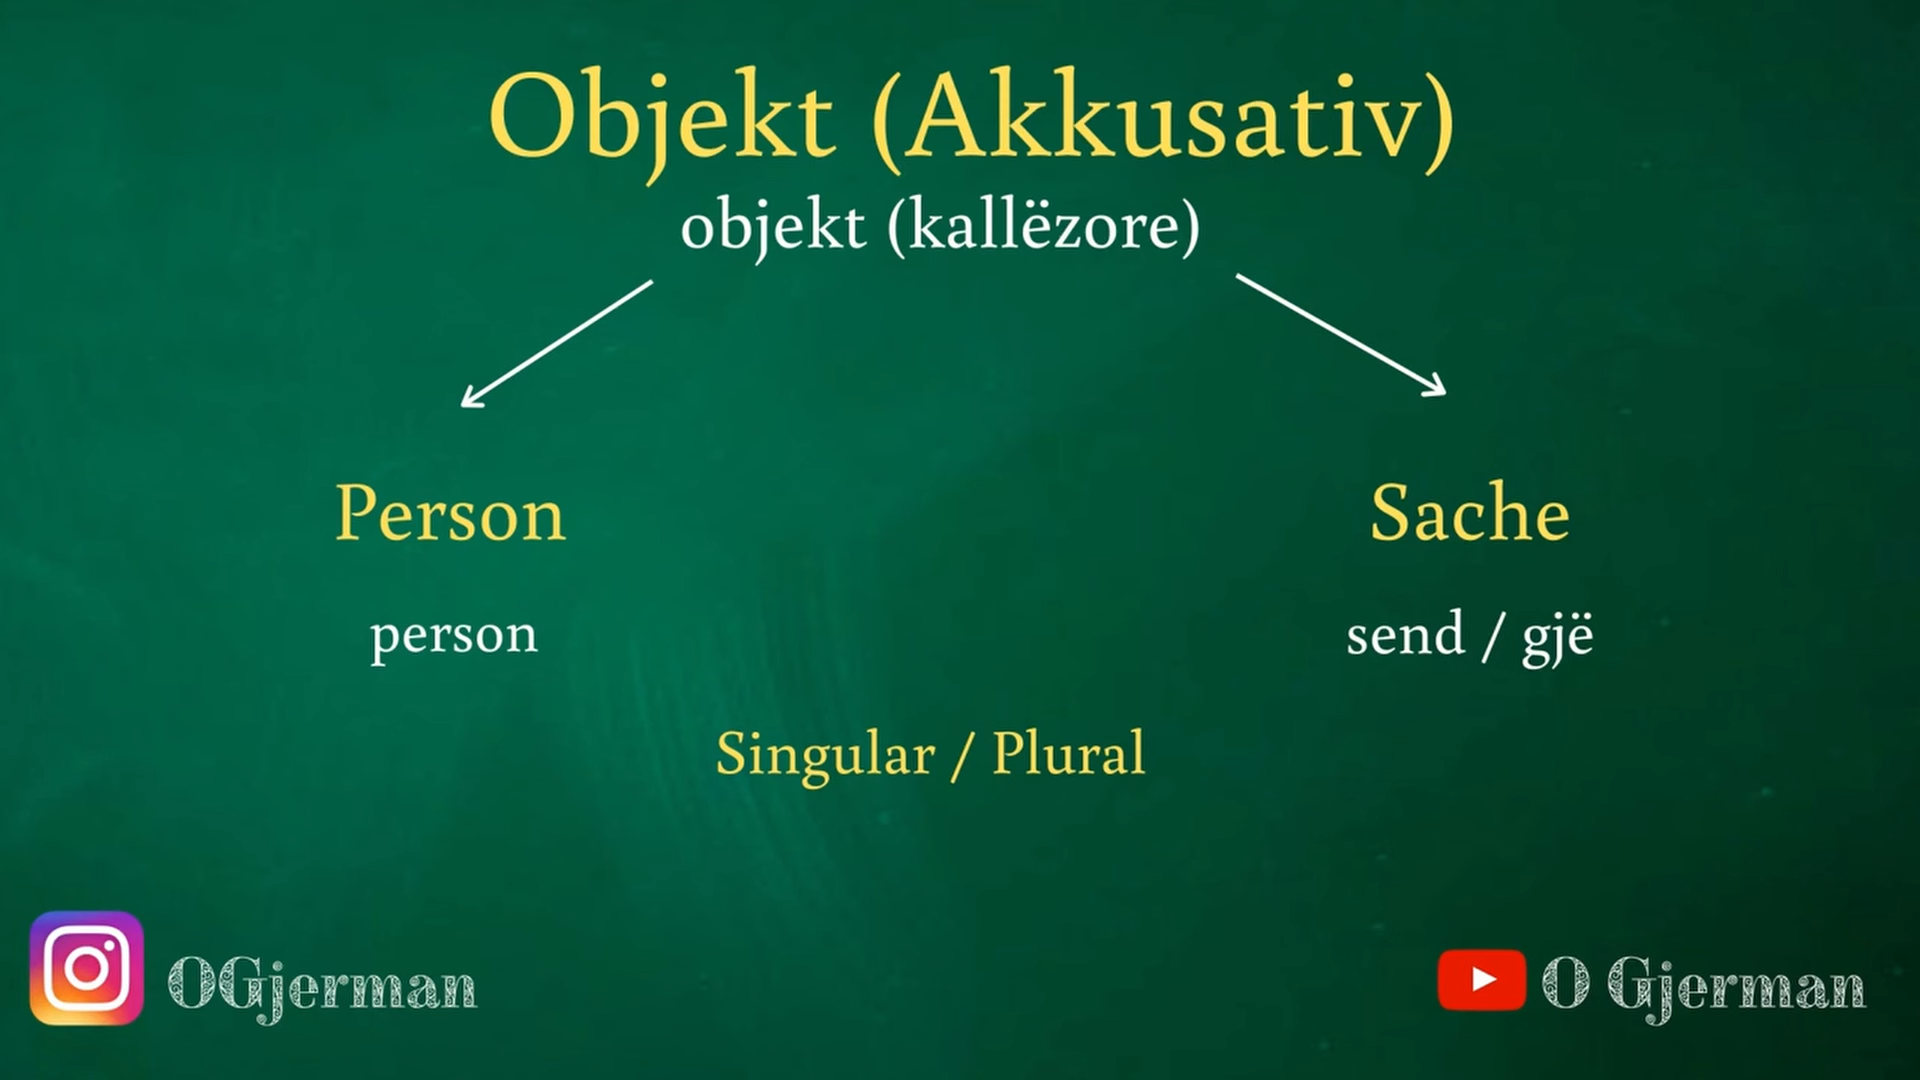 Objekt (Akkusativ)
objekt (kallëzore)
Person
Sache
person
send / gjë
Singular / Plural
OGjerman
O Gjerman